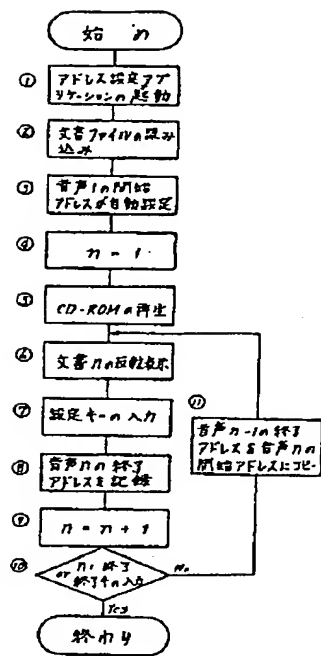 始め
①
アドレス設定アプ
リケーションの起動
②
文書ファイルの読み
込み
③
音声1の開始
アドレスが自動設定
④
n = 1
⑤
CD-ROMの再生
⑥
文書nの反転表示
⑦
設定キーの入力
⑧
音声nの終了
アドレスを記録
⑨
n = n + 1
⑩
n: 終了
or 終了キーの入力
No
Yes
⑪
音声n-1の終了
アドレスを音声nの
開始アドレスにコピー
終わり